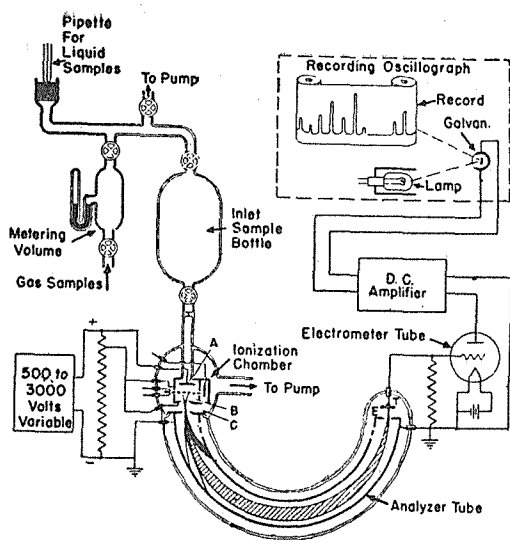 Pipette
For
Liquid
Samples
To Pump
Recording Oscillograph
Record
Galvan.
Lamp
Metering
Volume
Gas Samples
Inlet
Sample
Bottle
D. C.
Amplifier
Electrometer Tube
A
Ionization
Chamber
To Pump
B
C
+
500 to
3000
Volts
Variable
-
E
T
Analyzer Tube